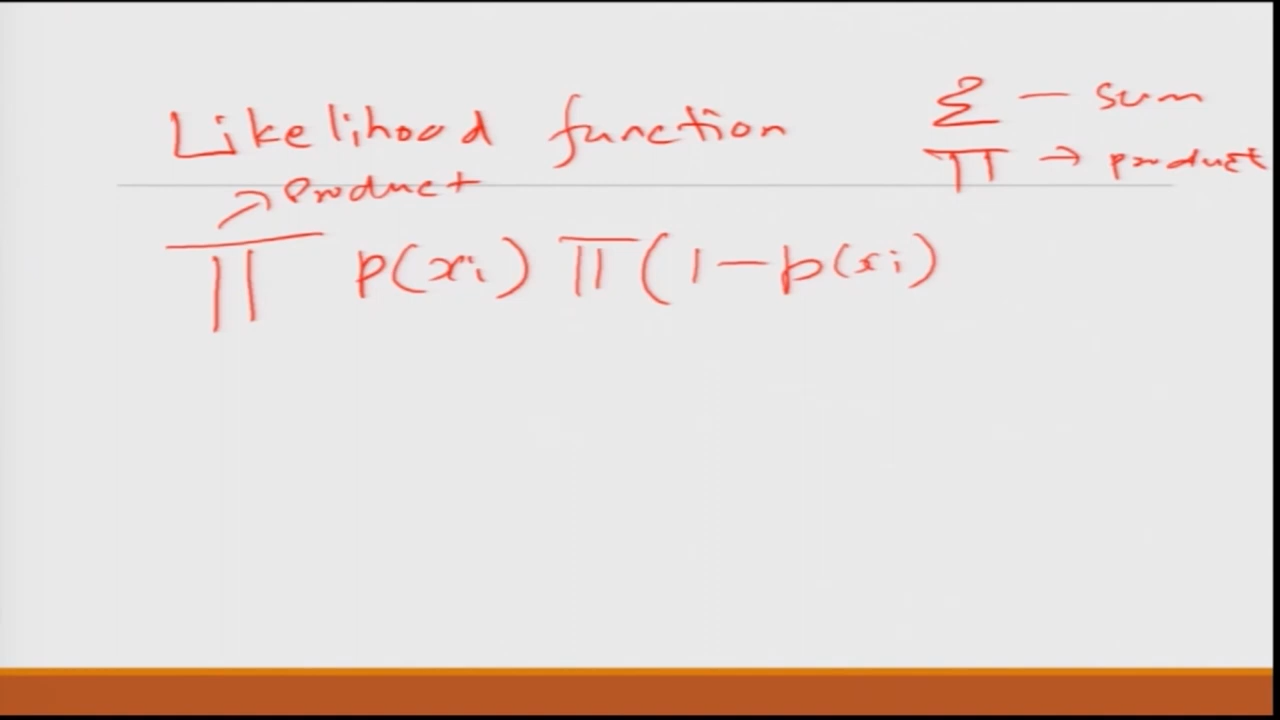 Likelihood function
Σ — sum
Π → product
↗ Product
Π p(xi) Π (1-p(xi)